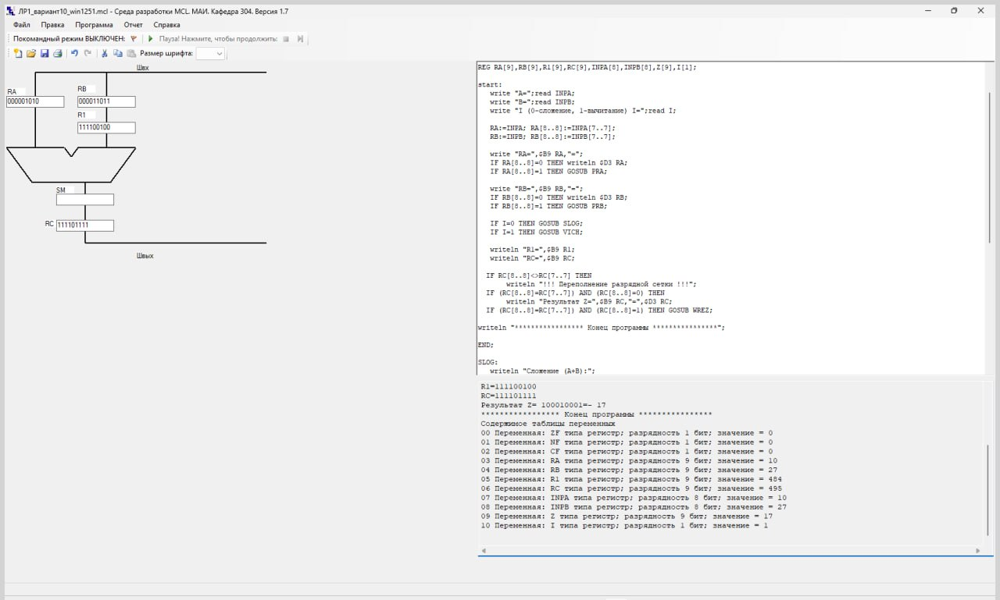 ЛР1_вариант10_win1251.mcl - Среда разработки MCL. МАИ. Кафедра 304. Версия 1.7
Файл Правка Программа Отчет Справка
Покомандный режим ВЫКЛЮЧЕН: Пауза! Нажмите, чтобы продолжить:
Размер шрифта:
Швх
RA
RB
000001010
000011011
R1
111100100
SM
RC 111101111
Швых
REG RA[9],RB[9],R1[9],RC[9],INPA[8],INPB[8],Z[9],I[1];
start:
write "A=";read INPA;
write "B=";read INPB;
write "I (0-сложение, 1-вычитание) I=";read I;
RA:=INPA; RA[8..8]:=INPA[7..7];
RB:=INPB; RB[8..8]:=INPB[7..7];
write "RA=",$B9 RA,"=";
IF RA[8..8]=0 THEN writeln $D3 RA;
IF RA[8..8]=1 THEN GOSUB PRA;
write "RB=",$B9 RB,"=";
IF RB[8..8]=0 THEN writeln $D3 RB;
IF RB[8..8]=1 THEN GOSUB PRB;
IF I=0 THEN GOSUB SLOG;
IF I=1 THEN GOSUB VICH;
writeln "R1=",$B9 R1;
writeln "RC=",$B9 RC;
IF RC[8..8]<>RC[7..7] THEN
writeln "!!! Переполнение разрядной сетки !!!";
IF (RC[8..8]=RC[7..7]) AND (RC[8..8]=0) THEN
writeln "Результат Z=",$B9 RC,"=",$D3 RC;
IF (RC[8..8]=RC[7..7]) AND (RC[8..8]=1) THEN GOSUB WREZ;
writeln "***************** Конец программы ****************";
END;
SLOG:
writeln "Сложение (A+B):";
R1=111100100
RC=111101111
Результат Z= 100010001=- 17
***************** Конец программы ****************
Содержимое таблицы переменных
00 Переменная: ZF типа регистр; разрядность 1 бит; значение = 0
01 Переменная: NF типа регистр; разрядность 1 бит; значение = 0
02 Переменная: CF типа регистр; разрядность 1 бит; значение = 0
03 Переменная: RA типа регистр; разрядность 9 бит; значение = 10
04 Переменная: RB типа регистр; разрядность 9 бит; значение = 27
05 Переменная: R1 типа регистр; разрядность 9 бит; значение = 484
06 Переменная: RC типа регистр; разрядность 9 бит; значение = 495
07 Переменная: INPA типа регистр; разрядность 8 бит; значение = 10
08 Переменная: INPB типа регистр; разрядность 8 бит; значение = 27
09 Переменная: Z типа регистр; разрядность 9 бит; значение = 17
10 Переменная: I типа регистр; разрядность 1 бит; значение = 1